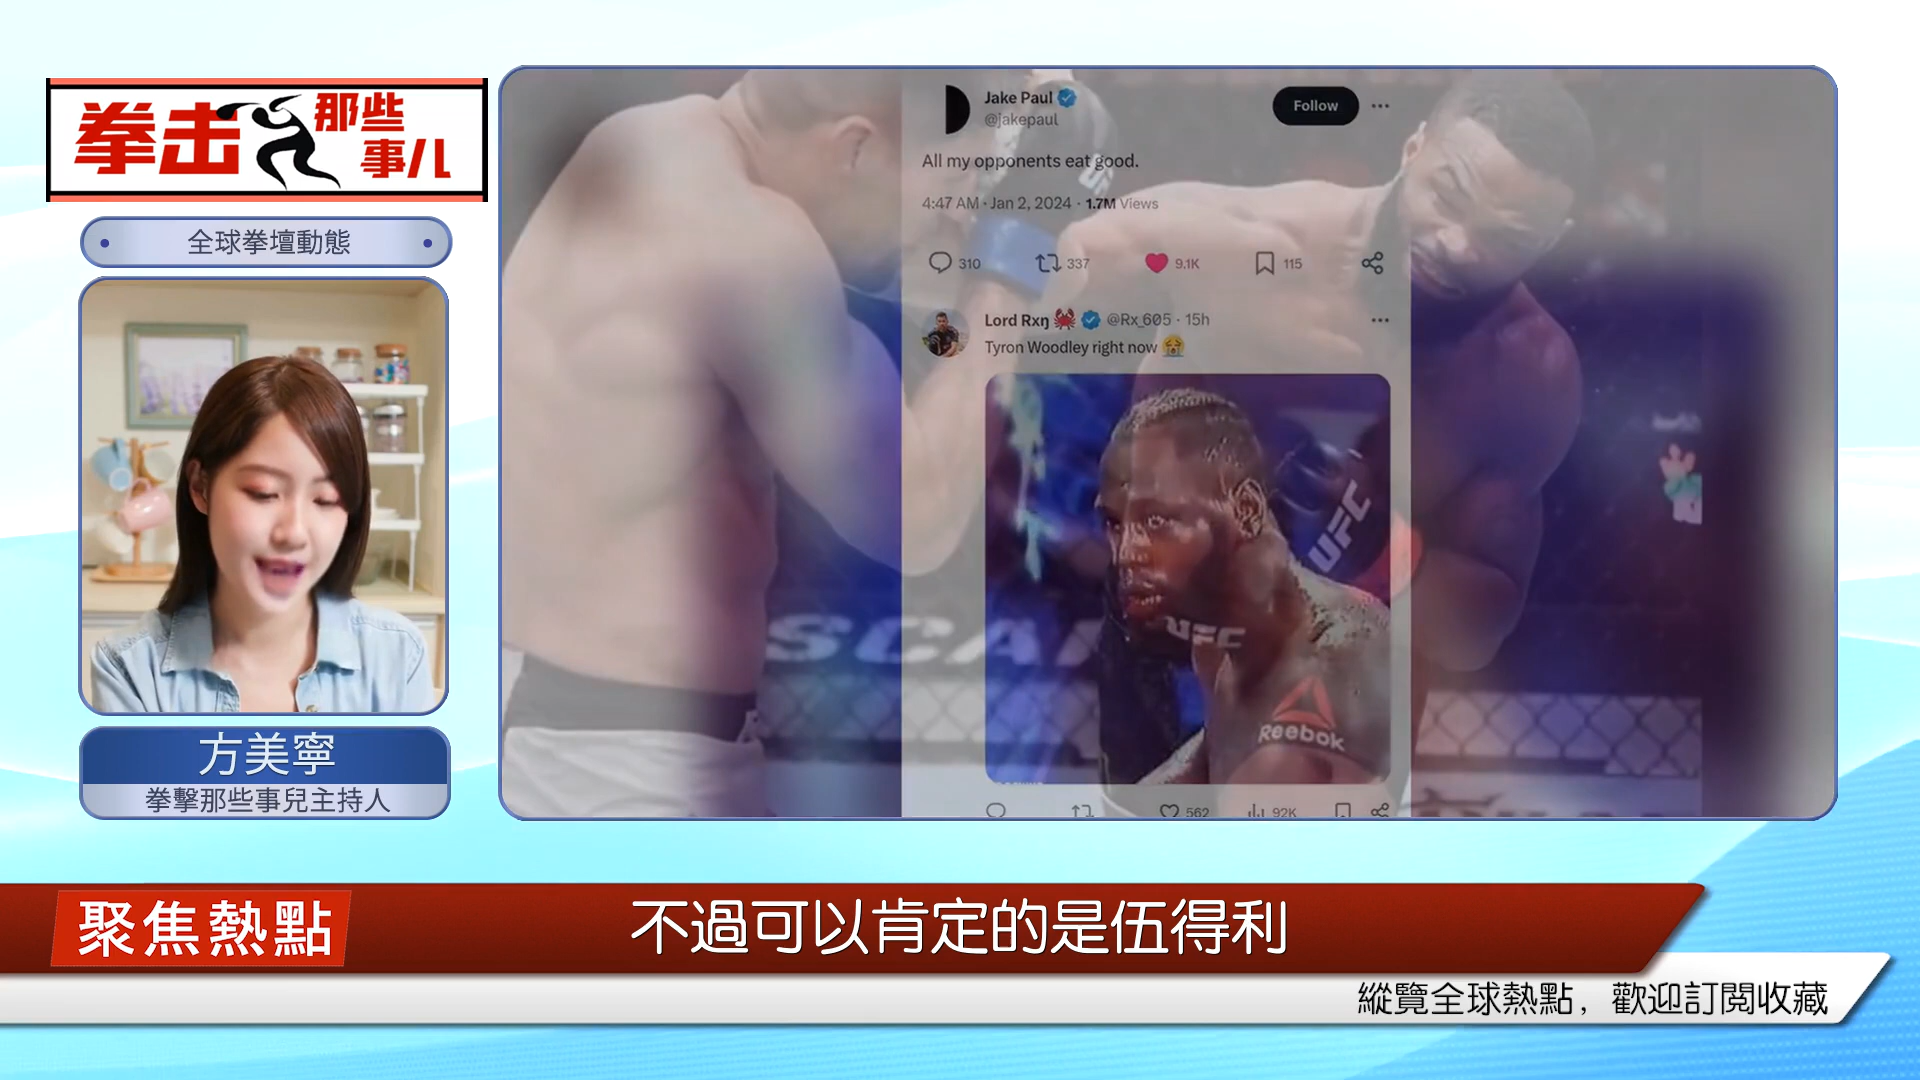 拳击那些事儿
全球拳壇動態
方美寧
拳擊那些事兒主持人
Jake Paul
@jakepaul
Follow
All my opponents eat good.
4:47 AM · Jan 2, 2024 · 1.7M Views
310 337 9.1K 115
Lord Rxŋ 🦀 @Rx_605 · 15h
Tyron Woodley right now 😭
UFC
UFC
Reebok
SCA
562 92K
聚焦熱點
不過可以肯定的是伍得利
縱覽全球熱點，歡迎訂閱收藏